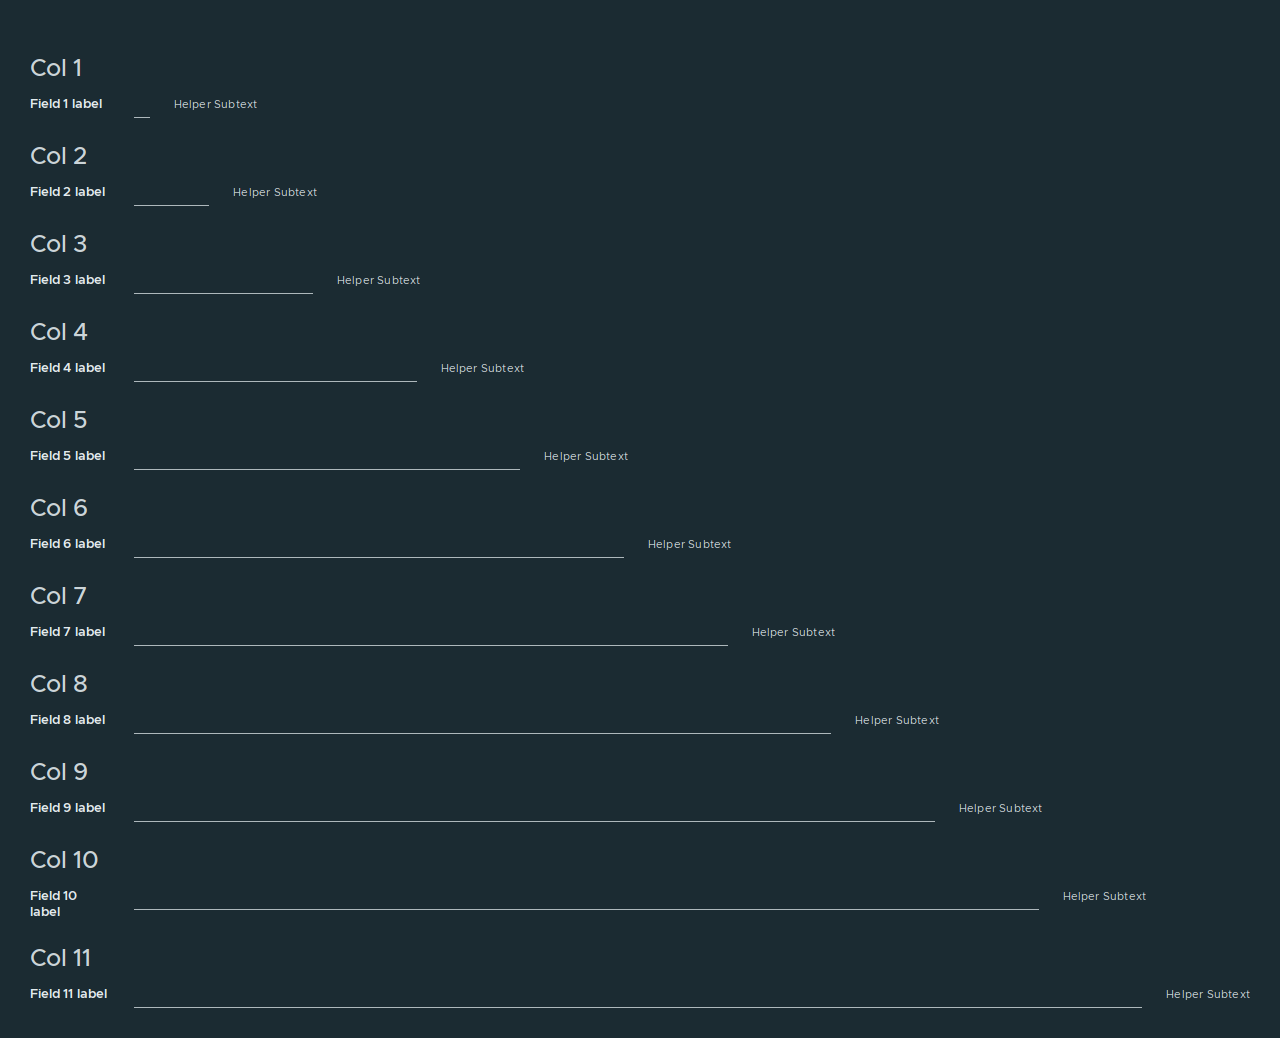 Col 1
Field 1 label Helper Subtext
Col 2
Field 2 label Helper Subtext
Col 3
Field 3 label Helper Subtext
Col 4
Field 4 label Helper Subtext
Col 5
Field 5 label Helper Subtext
Col 6
Field 6 label Helper Subtext
Col 7
Field 7 label Helper Subtext
Col 8
Field 8 label Helper Subtext
Col 9
Field 9 label Helper Subtext
Col 10
Field 10 Helper Subtext
label
Col 11
Field 11 label Helper Subtext